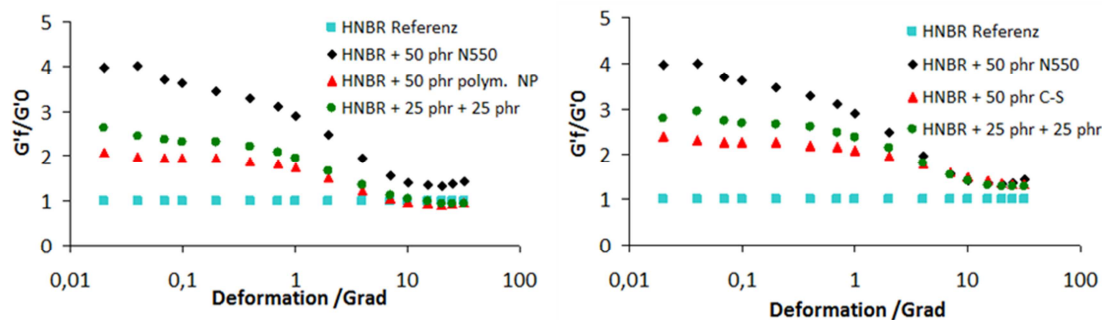 G'f/G'0
5
4
3
2
1
0
0,01
0,1
1
10
100
Deformation /Grad
HNBR Referenz
HNBR + 50 phr N550
HNBR + 50 phr polym. NP
HNBR + 25 phr + 25 phr
G'f/G'0
5
4
3
2
1
0
0,01
0,1
1
10
100
Deformation /Grad
HNBR Referenz
HNBR + 50 phr N550
HNBR + 50 phr C-S
HNBR + 25 phr + 25 phr